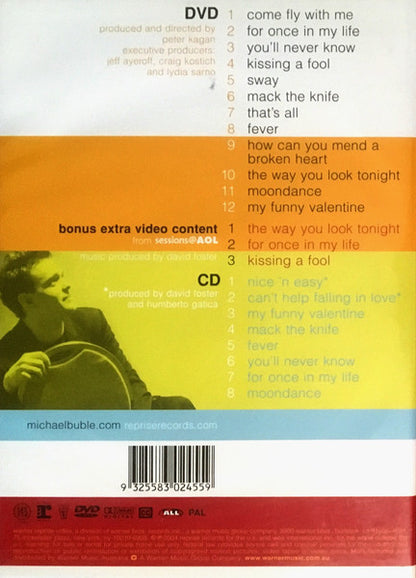 DVD
produced and directed by
peter kagan
executive producers:
jeff ayeroff, craig kostich
and lydia sarno
1 come fly with me
2 for once in my life
3 you'll never know
4 kissing a fool
5 sway
6 mack the knife
7 that's all
8 fever
9 how can you mend a
broken heart
10 the way you look tonight
11 moondance
12 my funny valentine
bonus extra video content
from sessions@AOL
music produced by david foster
1 the way you look tonight
2 for once in my life
3 kissing a fool
CD
*produced by david foster
and humberto gatica
1 nice 'n easy*
2 can't help falling in love*
3 my funny valentine
4 mack the knife
5 fever
6 you'll never know
7 for once in my life
8 moondance
michaelbuble.com repriserecords.com
9 325583 024559
DVD
ALL PAL